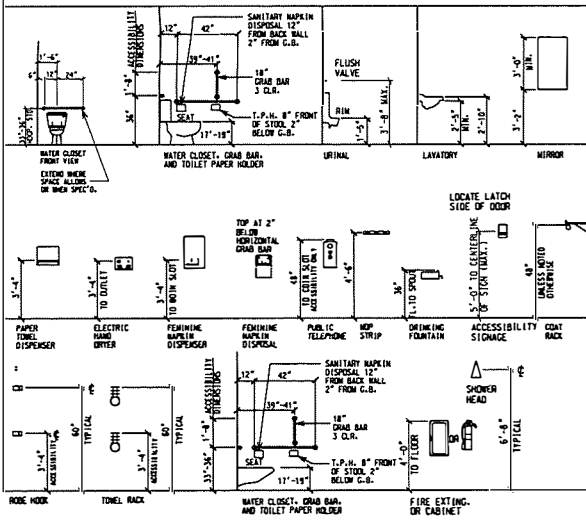 ACCESSIBILITY
DIMENSIONS
12"
42"
SANITARY NAPKIN
DISPOSAL 12"
FROM BACK WALL
2" FROM G.B.
39"-41"
1'-8"
36"
18"
GRAB BAR
3 CLR.
SEAT
T.P.H. 8" FRONT
OF STOOL 2"
BELOW G.B.
17"-19"
1'-6"
6"
12"
24"
33"-36"
WATER CLOSET
FRONT VIEW
EXTEND WHERE
SPACE ALLOWS
OR WHEN SPEC'D.
WATER CLOSET, GRAB BAR,
AND TOILET PAPER HOLDER
FLUSH
VALVE
RIM
1'-5"
3'-8" MAX.
URINAL
2'-5"
MIN.
2'-10"
LAVATORY
3'-0"
MIN.
3'-2"
MIRROR
3'-4"
PAPER
TOWEL
DISPENSER
3'-4"
TO OUTLET
ELECTRIC
HAND
DRYER
3'-4"
FEMININE
NAPKIN
DISPENSER
TOP AT 2"
BELOW
HORIZONTAL
GRAB BAR
FEMININE
NAPKIN
DISPOSAL
48"
TO COIN SLOT
ACCESSIBILITY ONLY
PUBLIC
TELEPHONE
4'-6"
MOP
STRIP
36"
FL. TO SPOUT
DRINKING
FOUNTAIN
LOCATE LATCH
SIDE OF DOOR
5'-0" TO CENTERLINE
OF SIGN (MAX.)
ACCESSIBILITY
SIGNAGE
48"
UNLESS NOTED
OTHERWISE
COAT
RACK
3'-4"
ACCESSIBILITY
60"
TYPICAL
ROBE HOOK
3'-4"
ACCESSIBILITY
60"
TYPICAL
TOWEL RACK
ACCESSIBILITY
DIMENSIONS
12"
42"
SANITARY NAPKIN
DISPOSAL 12"
FROM BACK WALL
2" FROM G.B.
39"-41"
1'-8"
33"-36"
18"
GRAB BAR
3 CLR.
SEAT
T.P.H. 8" FRONT
OF STOOL 2"
BELOW G.B.
17"-19"
WATER CLOSET, GRAB BAR,
AND TOILET PAPER HOLDER
4'-0"
TO FLOOR
FIRE EXTING.
OR CABINET
SHOWER
HEAD
6'-8"
TYPICAL